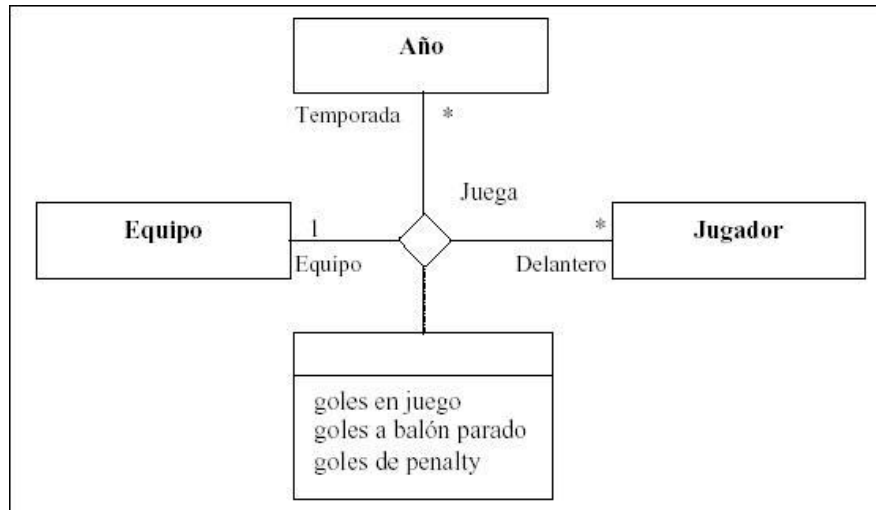 Año
Temporada *
Juega
Equipo 1 * Jugador
Equipo Delantero
goles en juego
goles a balón parado
goles de penalty